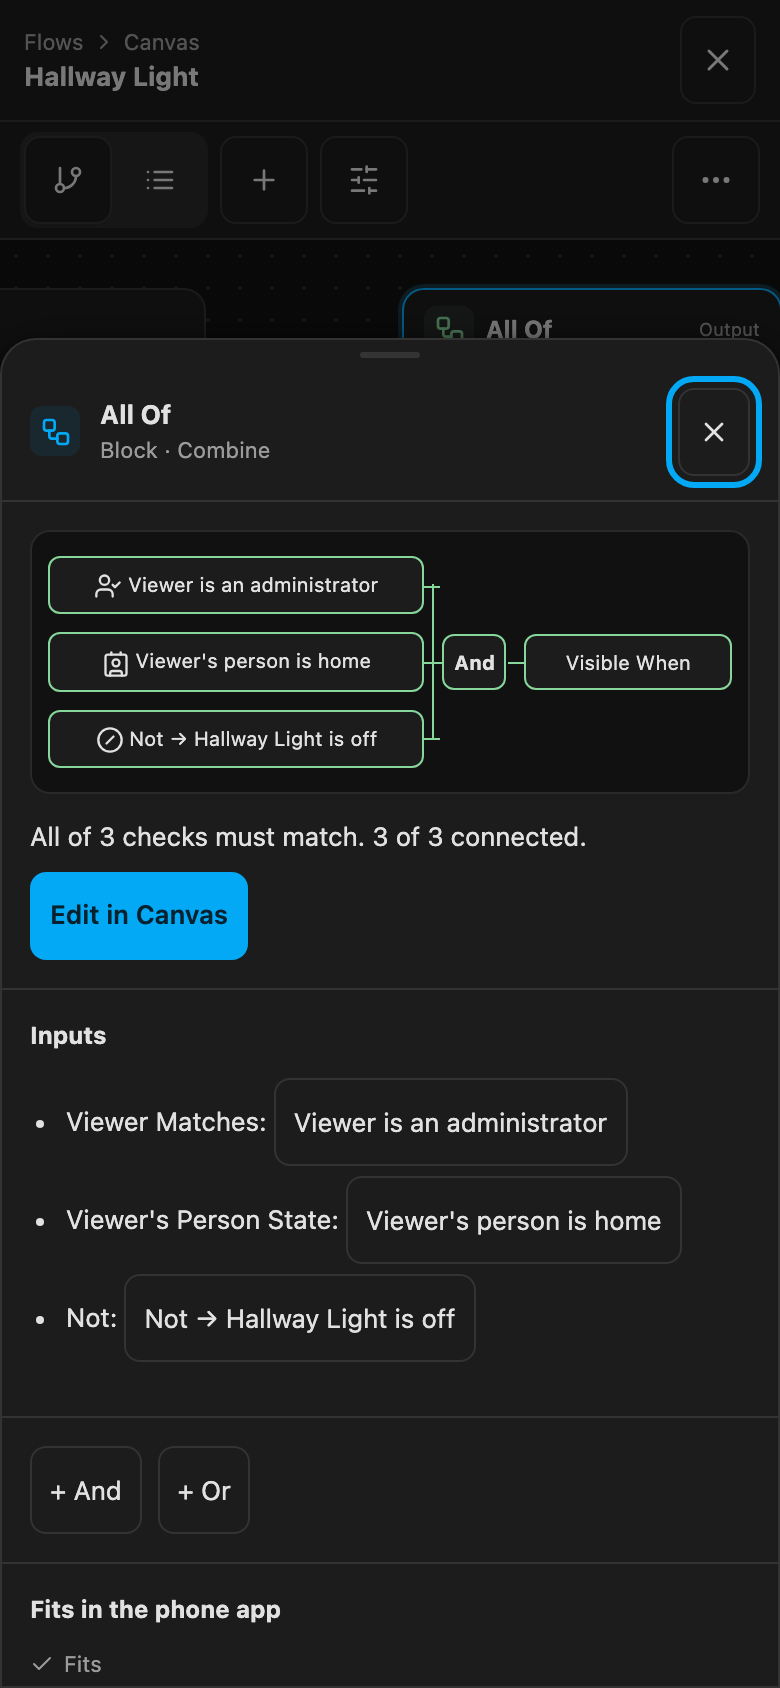 Flows > Canvas
Hallway Light
All Of
Output
All Of
Block · Combine
Viewer is an administrator
Viewer's person is home
Not → Hallway Light is off
And
Visible When
All of 3 checks must match. 3 of 3 connected.
Edit in Canvas
Inputs
• Viewer Matches: Viewer is an administrator
• Viewer's Person State: Viewer's person is home
• Not: Not → Hallway Light is off
+ And
+ Or
Fits in the phone app
Fits